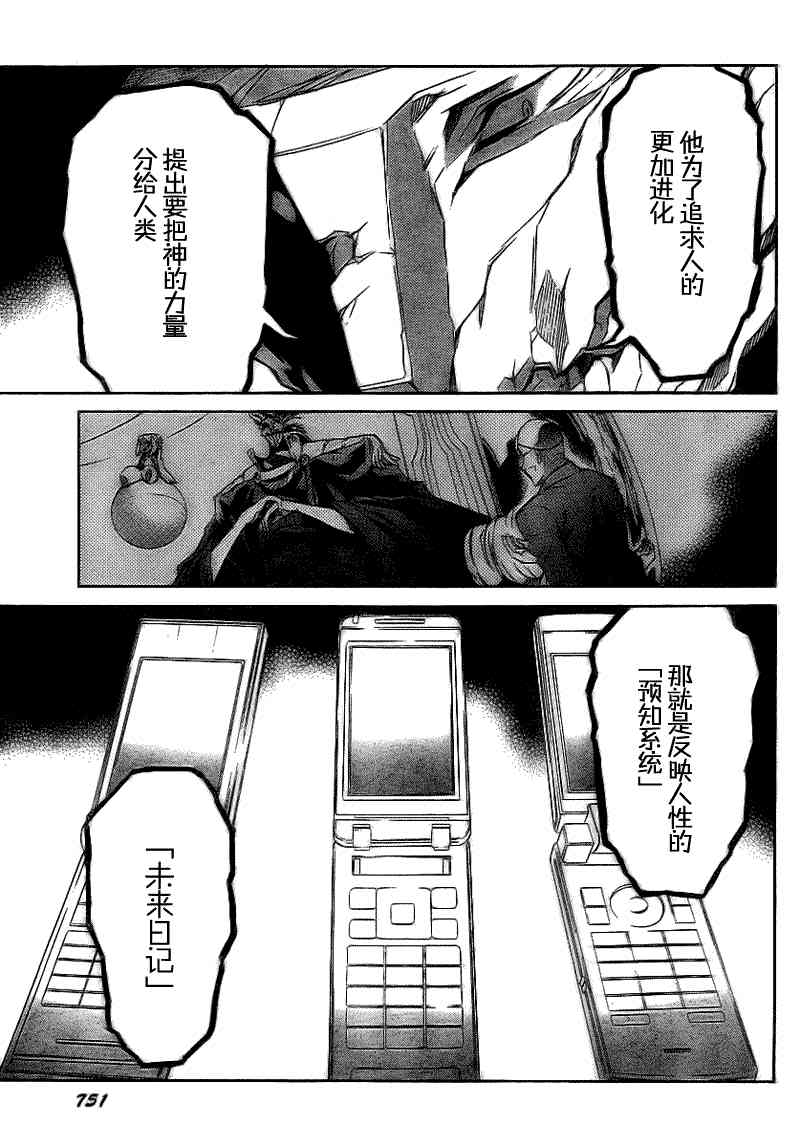 他为了追求人的
更加进化
提出要把神的力量
分给人类
那就是反映人性的
「预知系统」
「未来日记」
751